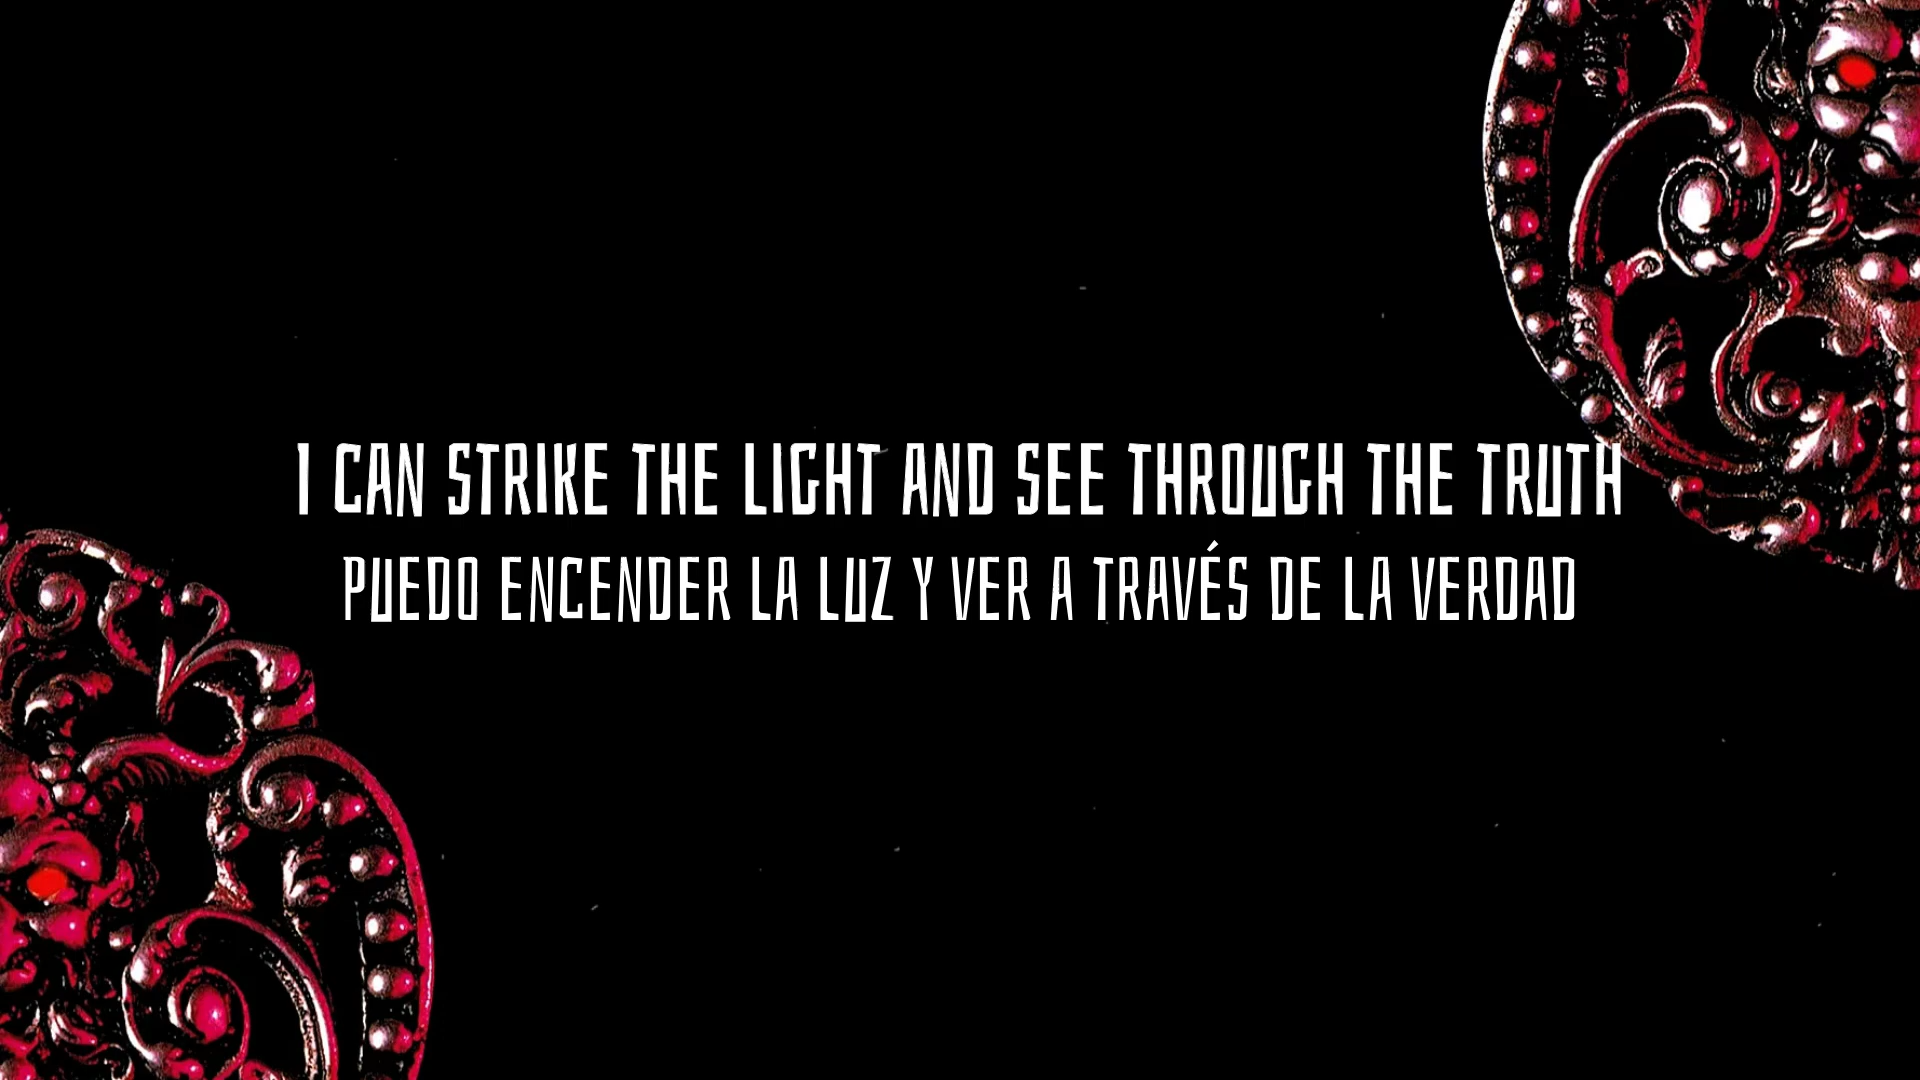 I CAN STRIKE THE LIGHT AND SEE THROUGH THE TRUTH
PUEDO ENCENDER LA LUZ Y VER A TRAVÉS DE LA VERDAD